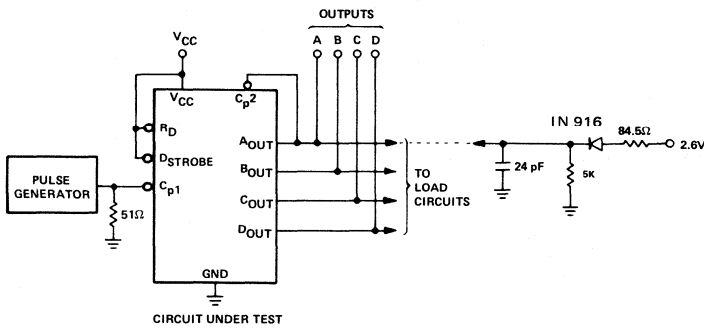 OUTPUTS
A B C D
VCC
VCC
Cp2
RD
DSTROBE
Cp1
PULSE
GENERATOR
51Ω
AOUT
BOUT
COUT
DOUT
GND
TO
LOAD
CIRCUITS
IN 916
84.5Ω
2.6V
24 pF
5K
CIRCUIT UNDER TEST